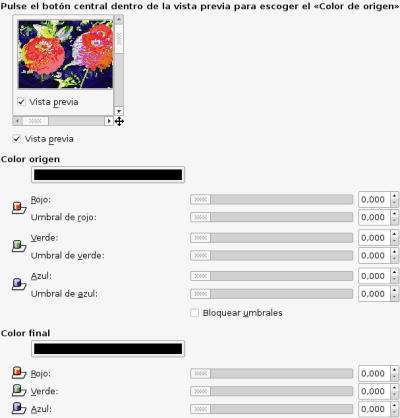 Pulse el botón central dentro de la vista previa para escoger el «Color de origen»
Vista previa
Vista previa
Color origen
Rojo: 0,000
Umbral de rojo: 0,000
Verde: 0,000
Umbral de verde: 0,000
Azul: 0,000
Umbral de azul: 0,000
Bloquear umbrales
Color final
Rojo: 0,000
Verde: 0,000
Azul: 0,000